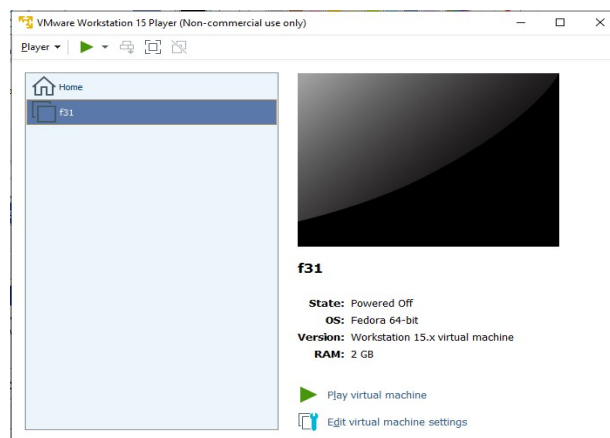 VMware Workstation 15 Player (Non-commercial use only)
Player
Home
f31
f31
State: Powered Off
OS: Fedora 64-bit
Version: Workstation 15.x virtual machine
RAM: 2 GB
Play virtual machine
Edit virtual machine settings